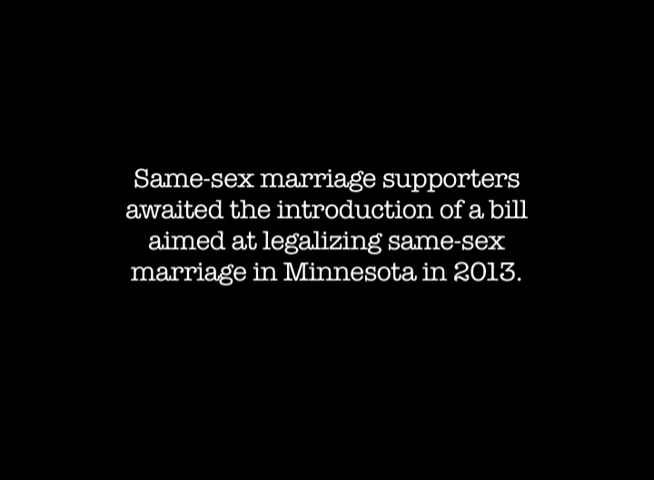 Same-sex marriage supporters
awaited the introduction of a bill
aimed at legalizing same-sex
marriage in Minnesota in 2013.